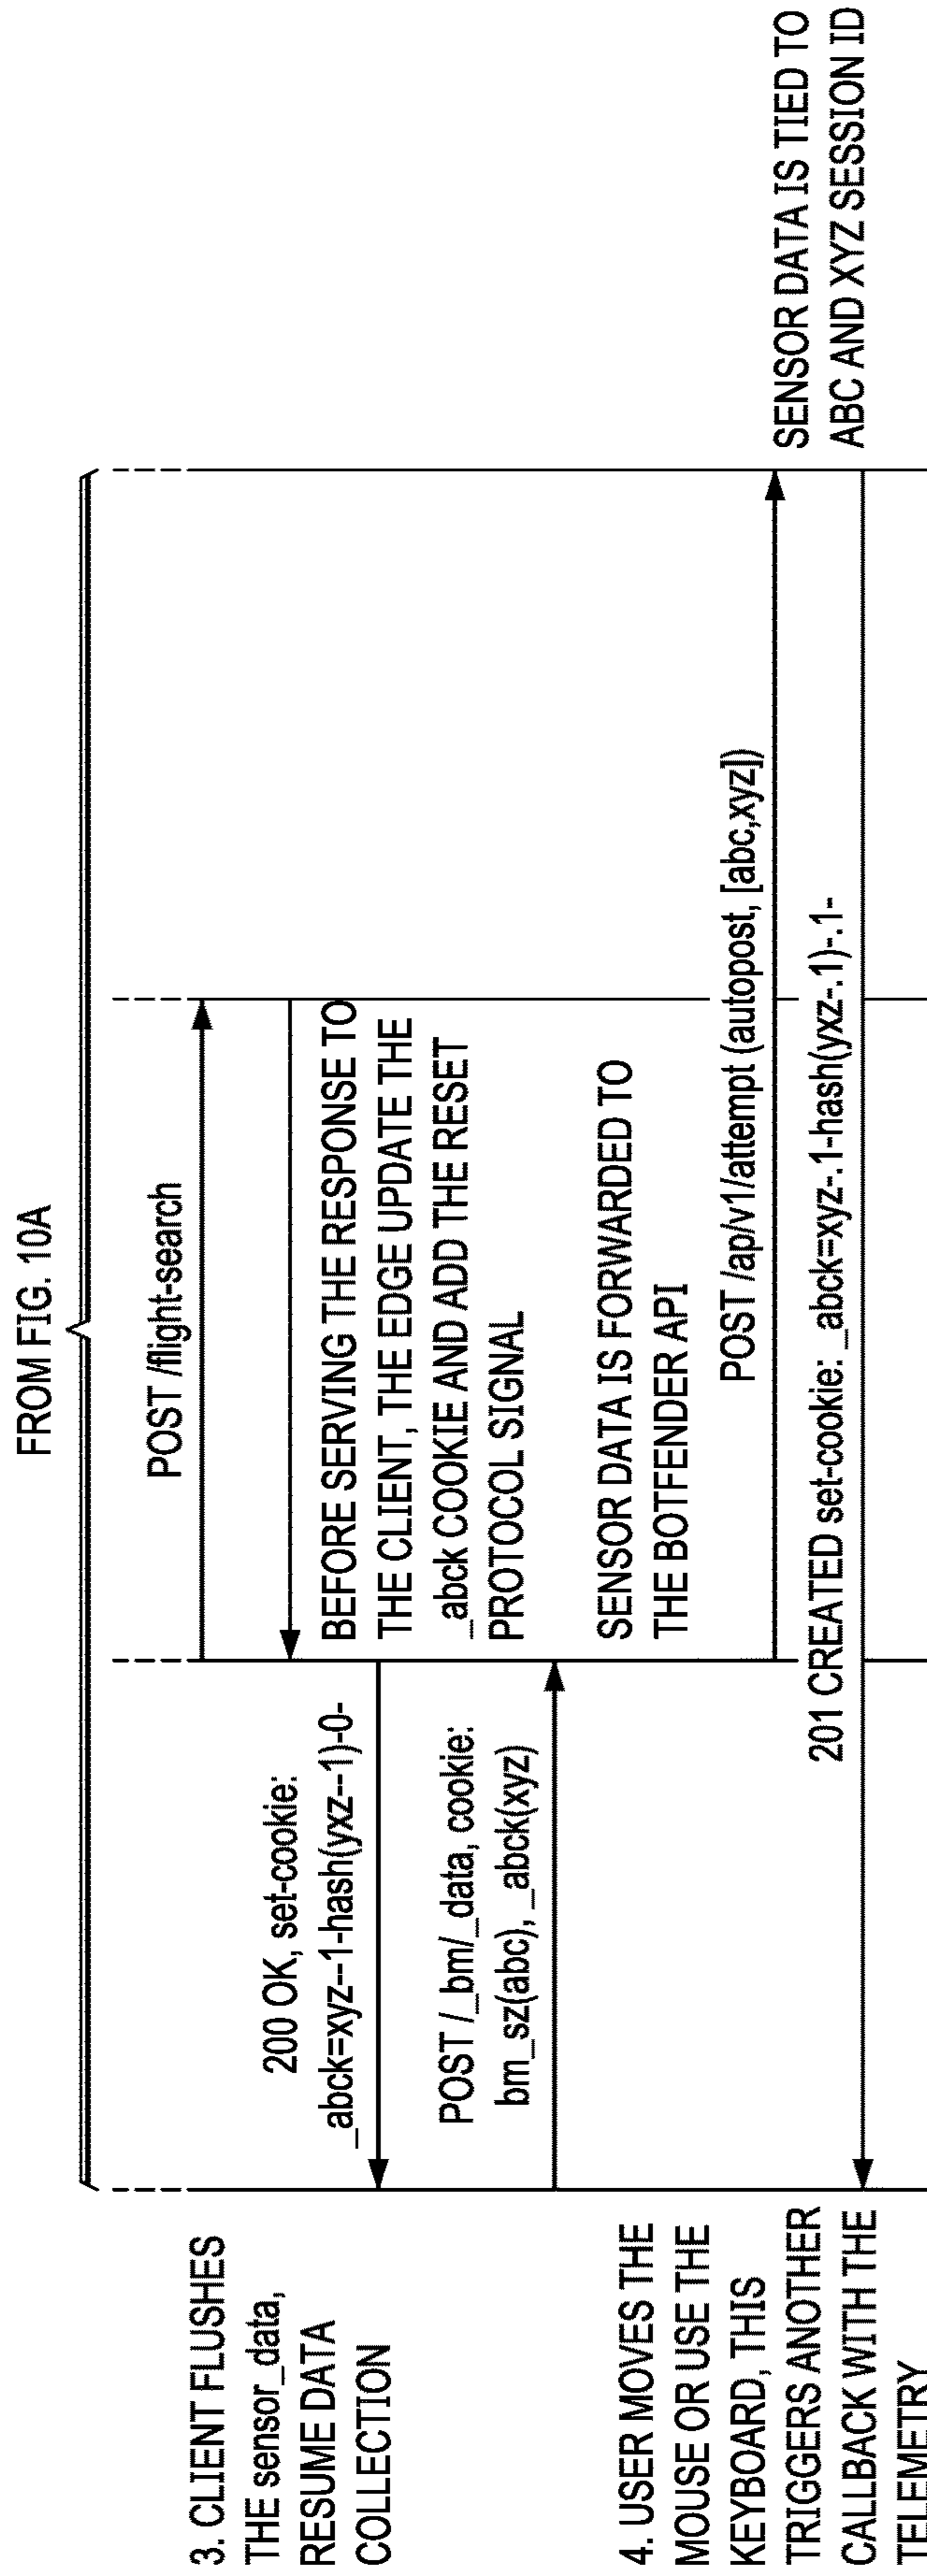 FROM FIG. 10A
POST /flight-search
3. CLIENT FLUSHES
THE sensor_data,
RESUME DATA
COLLECTION
200 OK, set-cookie:
_abck=xyz--1-hash(yxz--1)-0-
BEFORE SERVING THE RESPONSE TO
THE CLIENT, THE EDGE UPDATE THE
_abck COOKIE AND ADD THE RESET
PROTOCOL SIGNAL
POST /_bm/_data, cookie:
bm_sz(abc), _abck(xyz)
SENSOR DATA IS FORWARDED TO
THE BOTFENDER API
4. USER MOVES THE
MOUSE OR USE THE
KEYBOARD, THIS
TRIGGERS ANOTHER
CALLBACK WITH THE
TELEMETRY
POST /ap/v1/attempt (autopost, [abc,xyz])
SENSOR DATA IS TIED TO
ABC AND XYZ SESSION ID
201 CREATED set-cookie: _abck=xyz-.1-hash(yxz-.1)-.1-